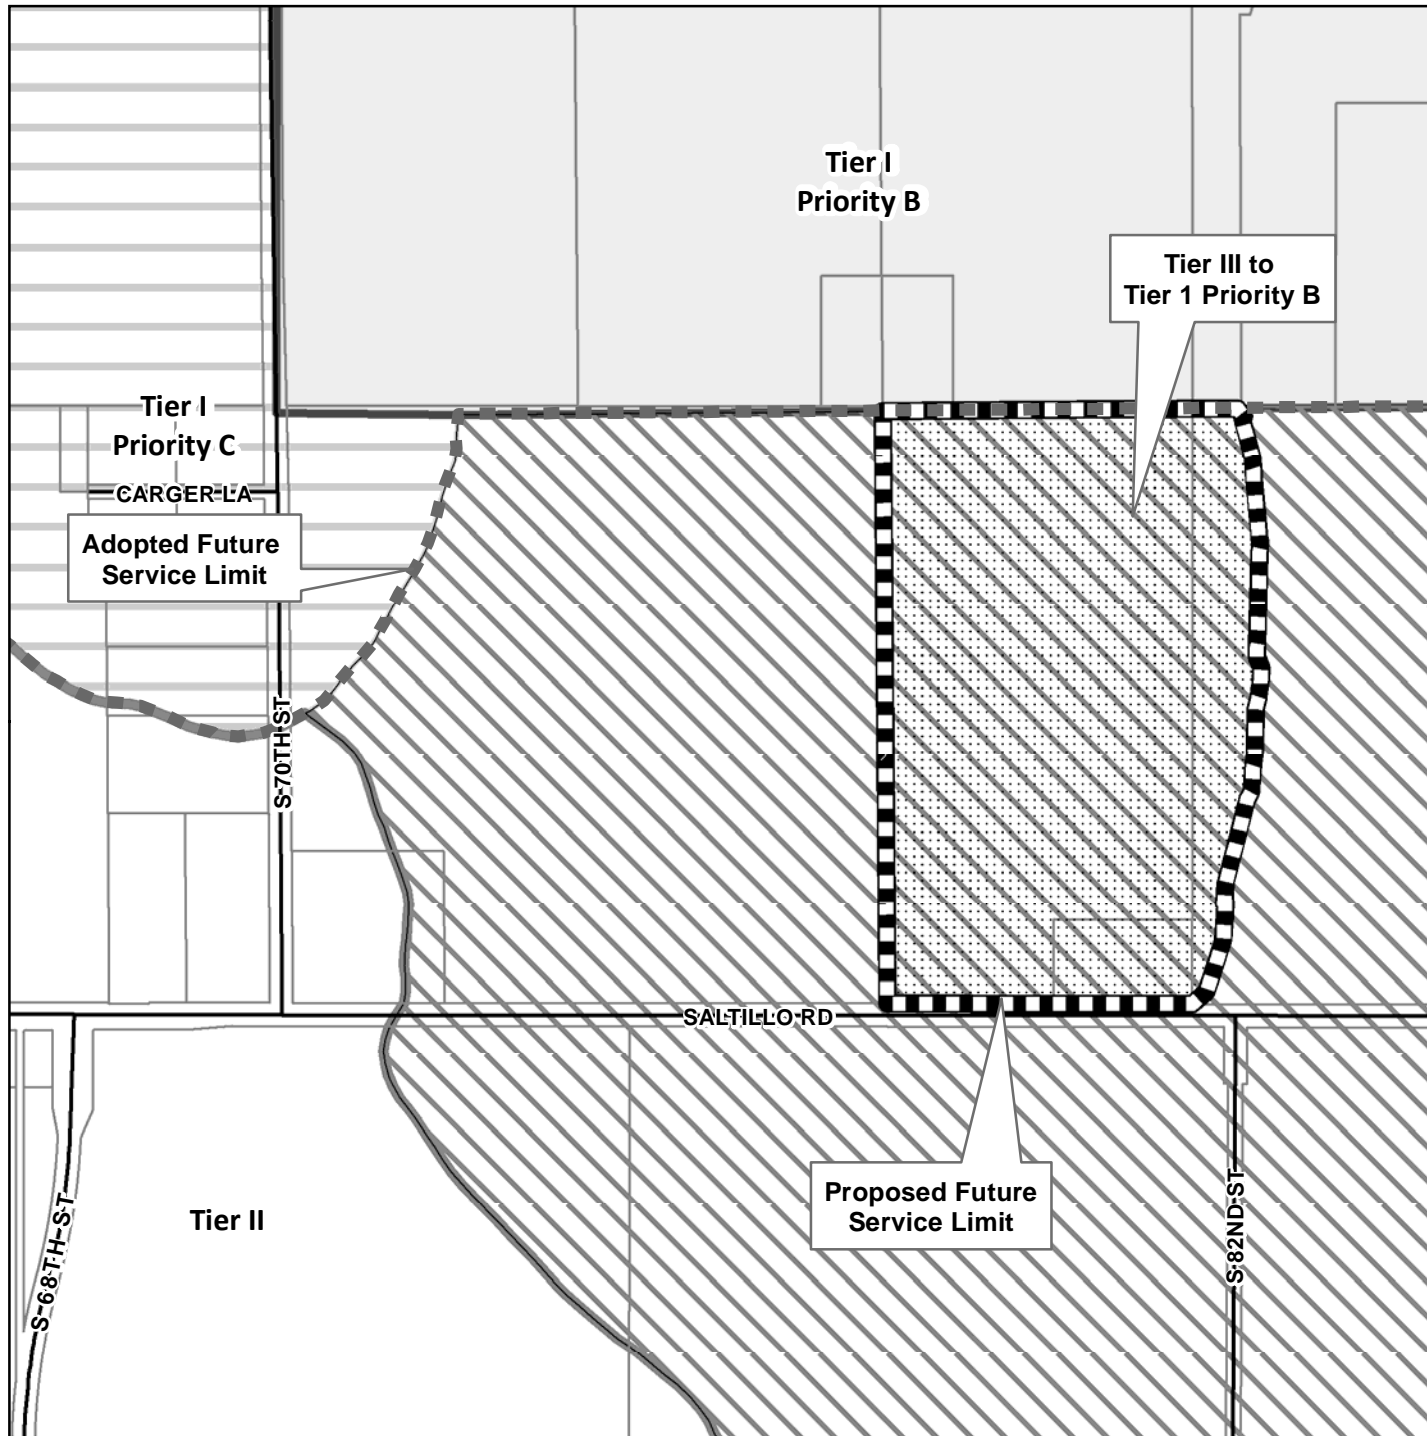 Tier I
Priority B
Tier III to
Tier 1 Priority B
Tier I
Priority C
CARGER LA
Adopted Future
Service Limit
S 70TH ST
SALTILLO RD
Proposed Future
Service Limit
Tier II
S 68TH ST
S 82ND ST